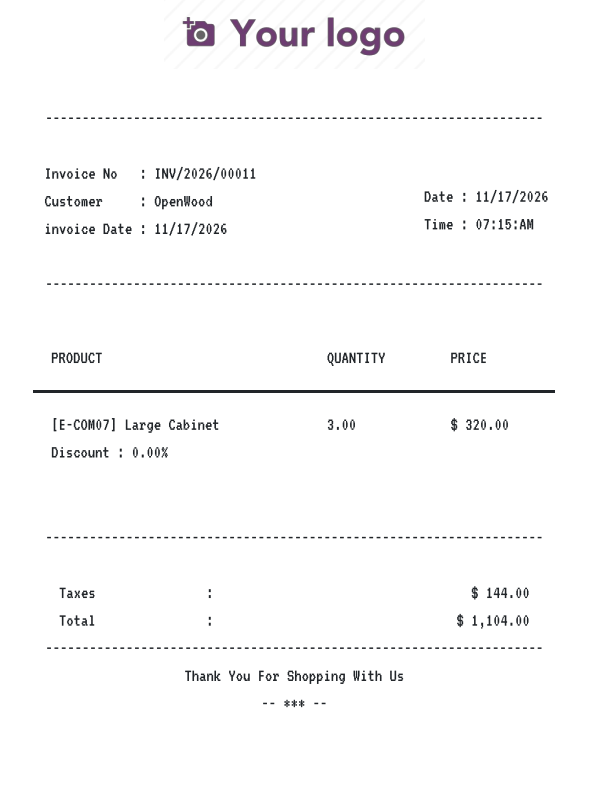 Your logo
--------------------------------------------------------------------
Invoice No : INV/2026/00011
Customer : OpenWood
invoice Date : 11/17/2026
Date : 11/17/2026
Time : 07:15:AM
--------------------------------------------------------------------
PRODUCT QUANTITY PRICE
[E-COM07] Large Cabinet 3.00 $ 320.00
Discount : 0.00%
--------------------------------------------------------------------
Taxes : $ 144.00
Total : $ 1,104.00
--------------------------------------------------------------------
Thank You For Shopping With Us
-- *** --